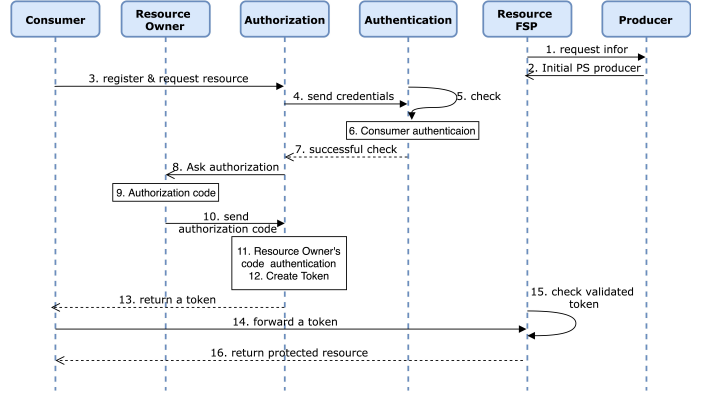 Consumer
Resource
Owner
Authorization
Authentication
Resource
FSP
Producer
1. request infor
2. Initial PS producer
3. register & request resource
4. send credentials
5. check
6. Consumer authenticaion
7. successful check
8. Ask authorization
9. Authorization code
10. send
authorization code
11. Resource Owner's
code authentication
12. Create Token
13. return a token
15. check validated
token
14. forward a token
16. return protected resource